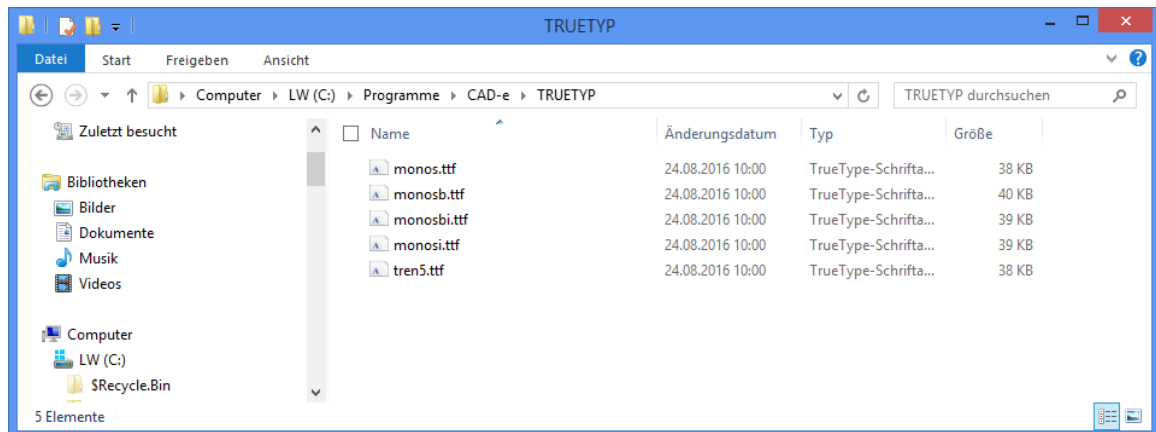 TRUETYP
Datei Start Freigeben Ansicht
Computer LW (C:) Programme CAD-e TRUETYP TRUETYP durchsuchen
Zuletzt besucht
Bibliotheken
Bilder
Dokumente
Musik
Videos
Computer
LW (C:)
$Recycle.Bin
Name Änderungsdatum Typ Größe
monos.ttf 24.08.2016 10:00 TrueType-Schrifta... 38 KB
monosb.ttf 24.08.2016 10:00 TrueType-Schrifta... 40 KB
monosbi.ttf 24.08.2016 10:00 TrueType-Schrifta... 39 KB
monosi.ttf 24.08.2016 10:00 TrueType-Schrifta... 39 KB
tren5.ttf 24.08.2016 10:00 TrueType-Schrifta... 38 KB
5 Elemente